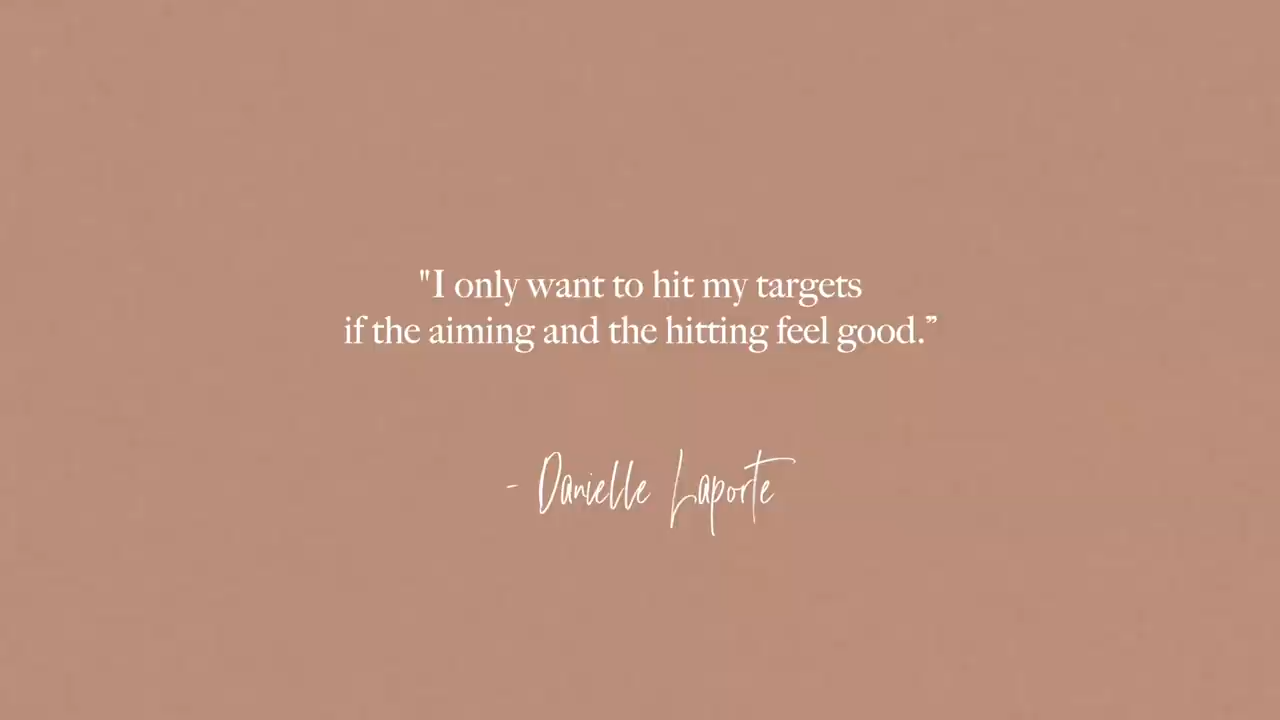 "I only want to hit my targets
if the aiming and the hitting feel good.”
- Danielle Laporte